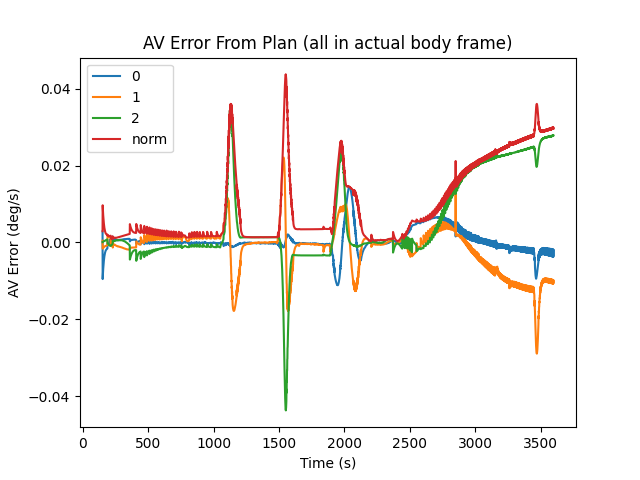 AV Error From Plan (all in actual body frame)
AV Error (deg/s)
0.04
0.02
0.00
−0.02
−0.04
0
1
2
norm
0 500 1000 1500 2000 2500 3000 3500
Time (s)